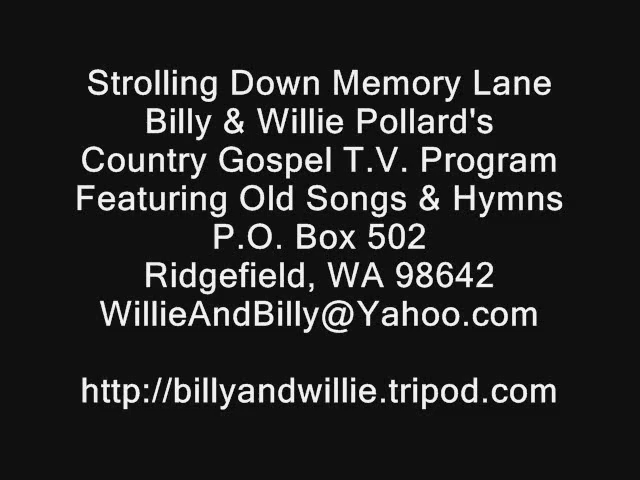 Strolling Down Memory Lane
Billy & Willie Pollard's
Country Gospel T.V. Program
Featuring Old Songs & Hymns
P.O. Box 502
Ridgefield, WA 98642
WillieAndBilly@Yahoo.com
http://billyandwillie.tripod.com